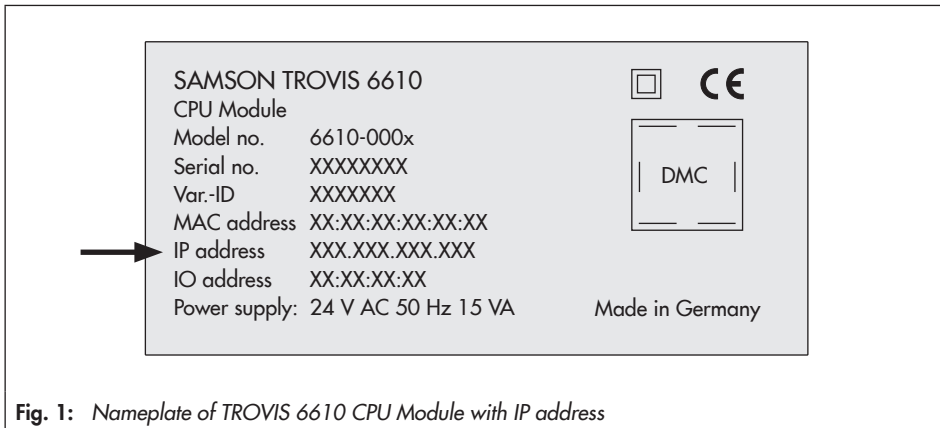 SAMSON TROVIS 6610
CPU Module
Model no. 6610-000x
Serial no. XXXXXXXX
Var.-ID XXXXXXX
MAC address XX:XX:XX:XX:XX:XX
IP address XXX.XXX.XXX.XXX
IO address XX:XX:XX:XX
Power supply: 24 V AC 50 Hz 15 VA
CE
DMC
Made in Germany
Fig. 1: Nameplate of TROVIS 6610 CPU Module with IP address